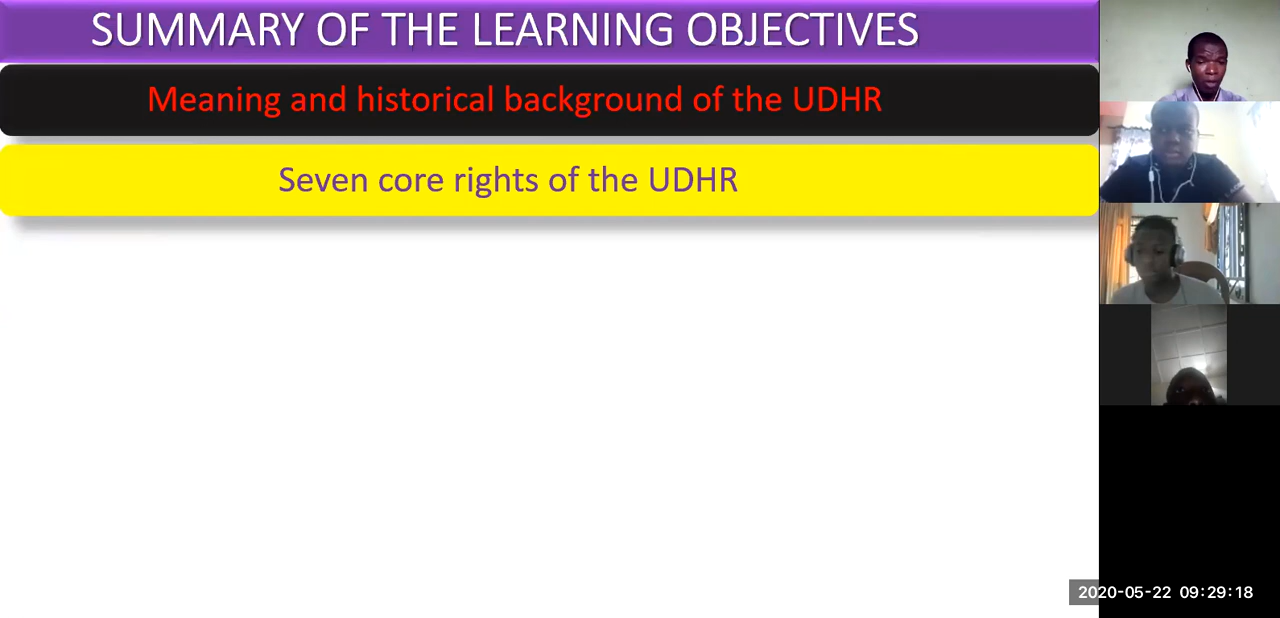 SUMMARY OF THE LEARNING OBJECTIVES
Meaning and historical background of the UDHR
Seven core rights of the UDHR
2020-05-22 09:29:18